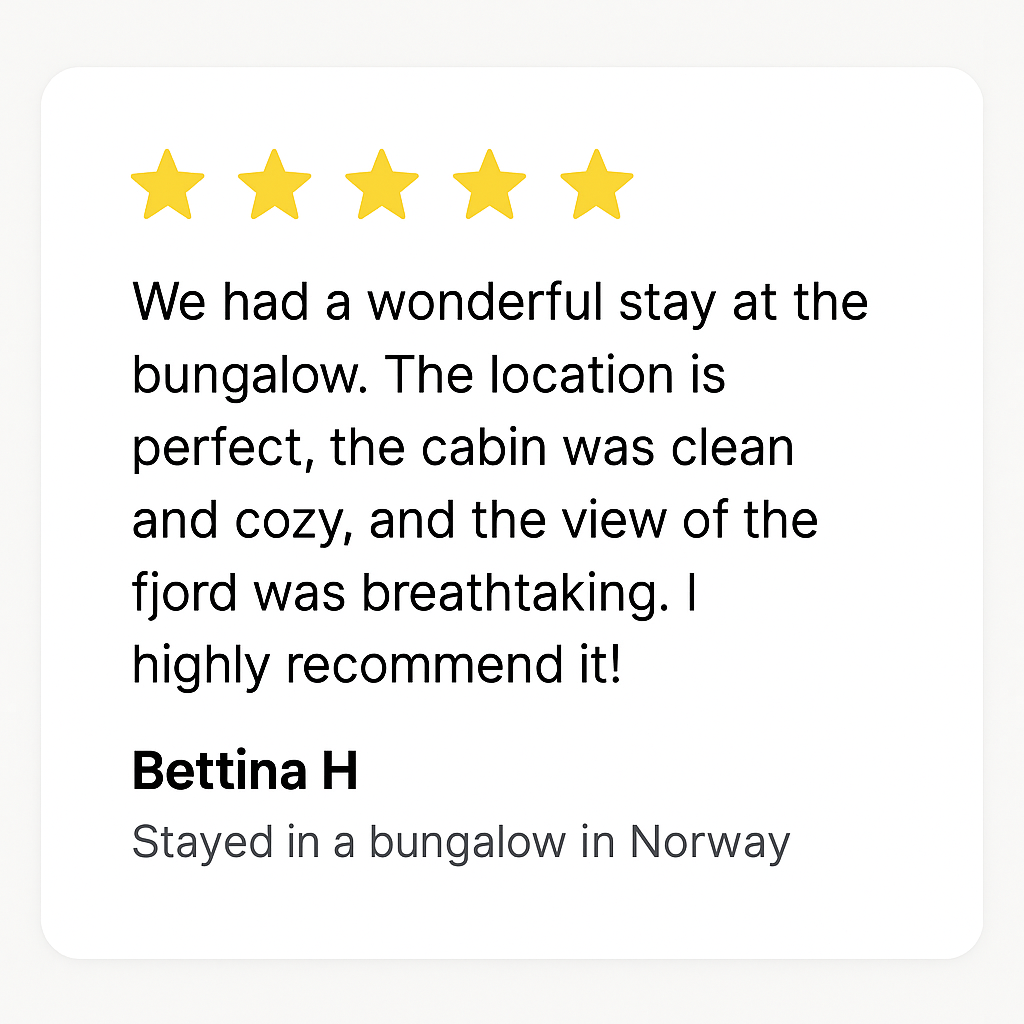 We had a wonderful stay at the
bungalow. The location is
perfect, the cabin was clean
and cozy, and the view of the
fjord was breathtaking. I
highly recommend it!
Bettina H
Stayed in a bungalow in Norway